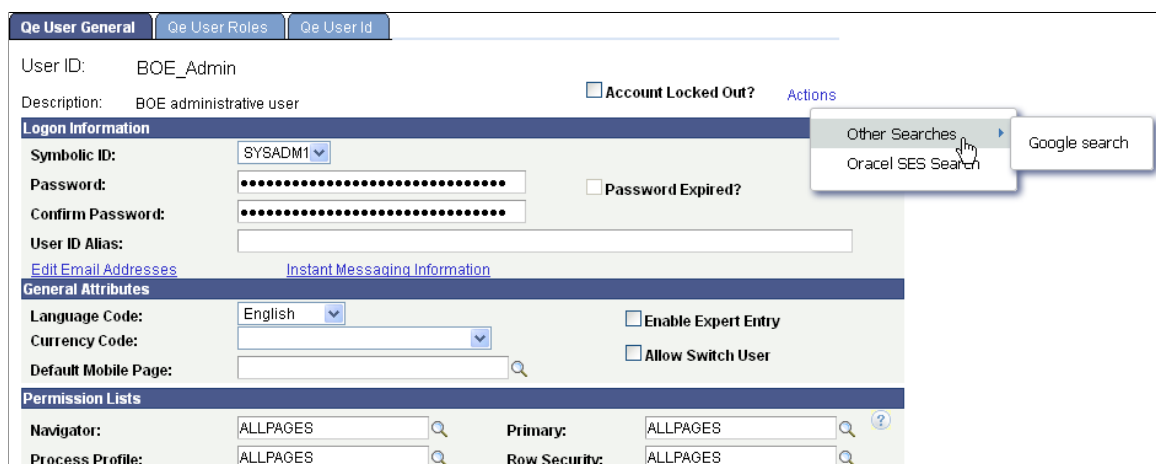 Qe User General Qe User Roles Qe User Id
User ID: BOE_Admin
Account Locked Out? Actions
Description: BOE administrative user
Logon Information
Other Searches Google search
Symbolic ID: SYSADM1
Oracel SES Search
Password: ••••••••••••••••••••••••••••••••
Password Expired?
Confirm Password: ••••••••••••••••••••••••••••••••
User ID Alias:
Edit Email Addresses Instant Messaging Information
General Attributes
Language Code: English Enable Expert Entry
Currency Code:
Allow Switch User
Default Mobile Page:
Permission Lists
?
Navigator: ALLPAGES Primary: ALLPAGES
Process Profile: ALLPAGES Row Security: ALLPAGES